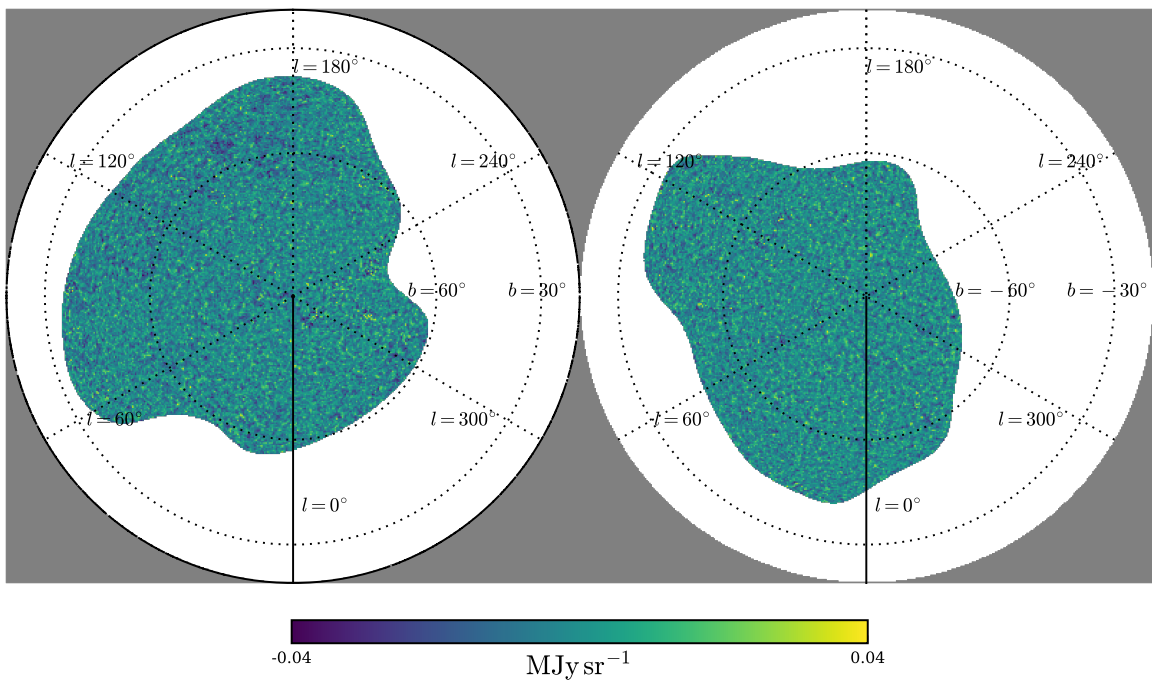 l = 180° l = 180°
l = 120° l = 240° l = 120° l = 240°
b = 60° b = 30° b = −60° b = −30°
l = 60° l = 300° l = 60° l = 300°
l = 0° l = 0°
-0.04 0.04
MJy sr⁻¹